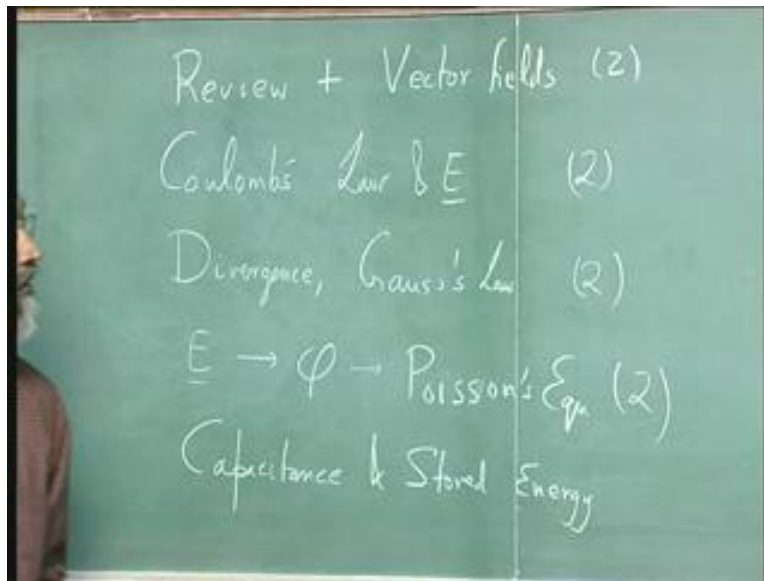 Review + Vector fields (2)
Coulomb's Law & E (2)
Divergence, Gauss's Law (2)
E → φ → Poisson's Eqn (2)
Capacitance & Stored Energy